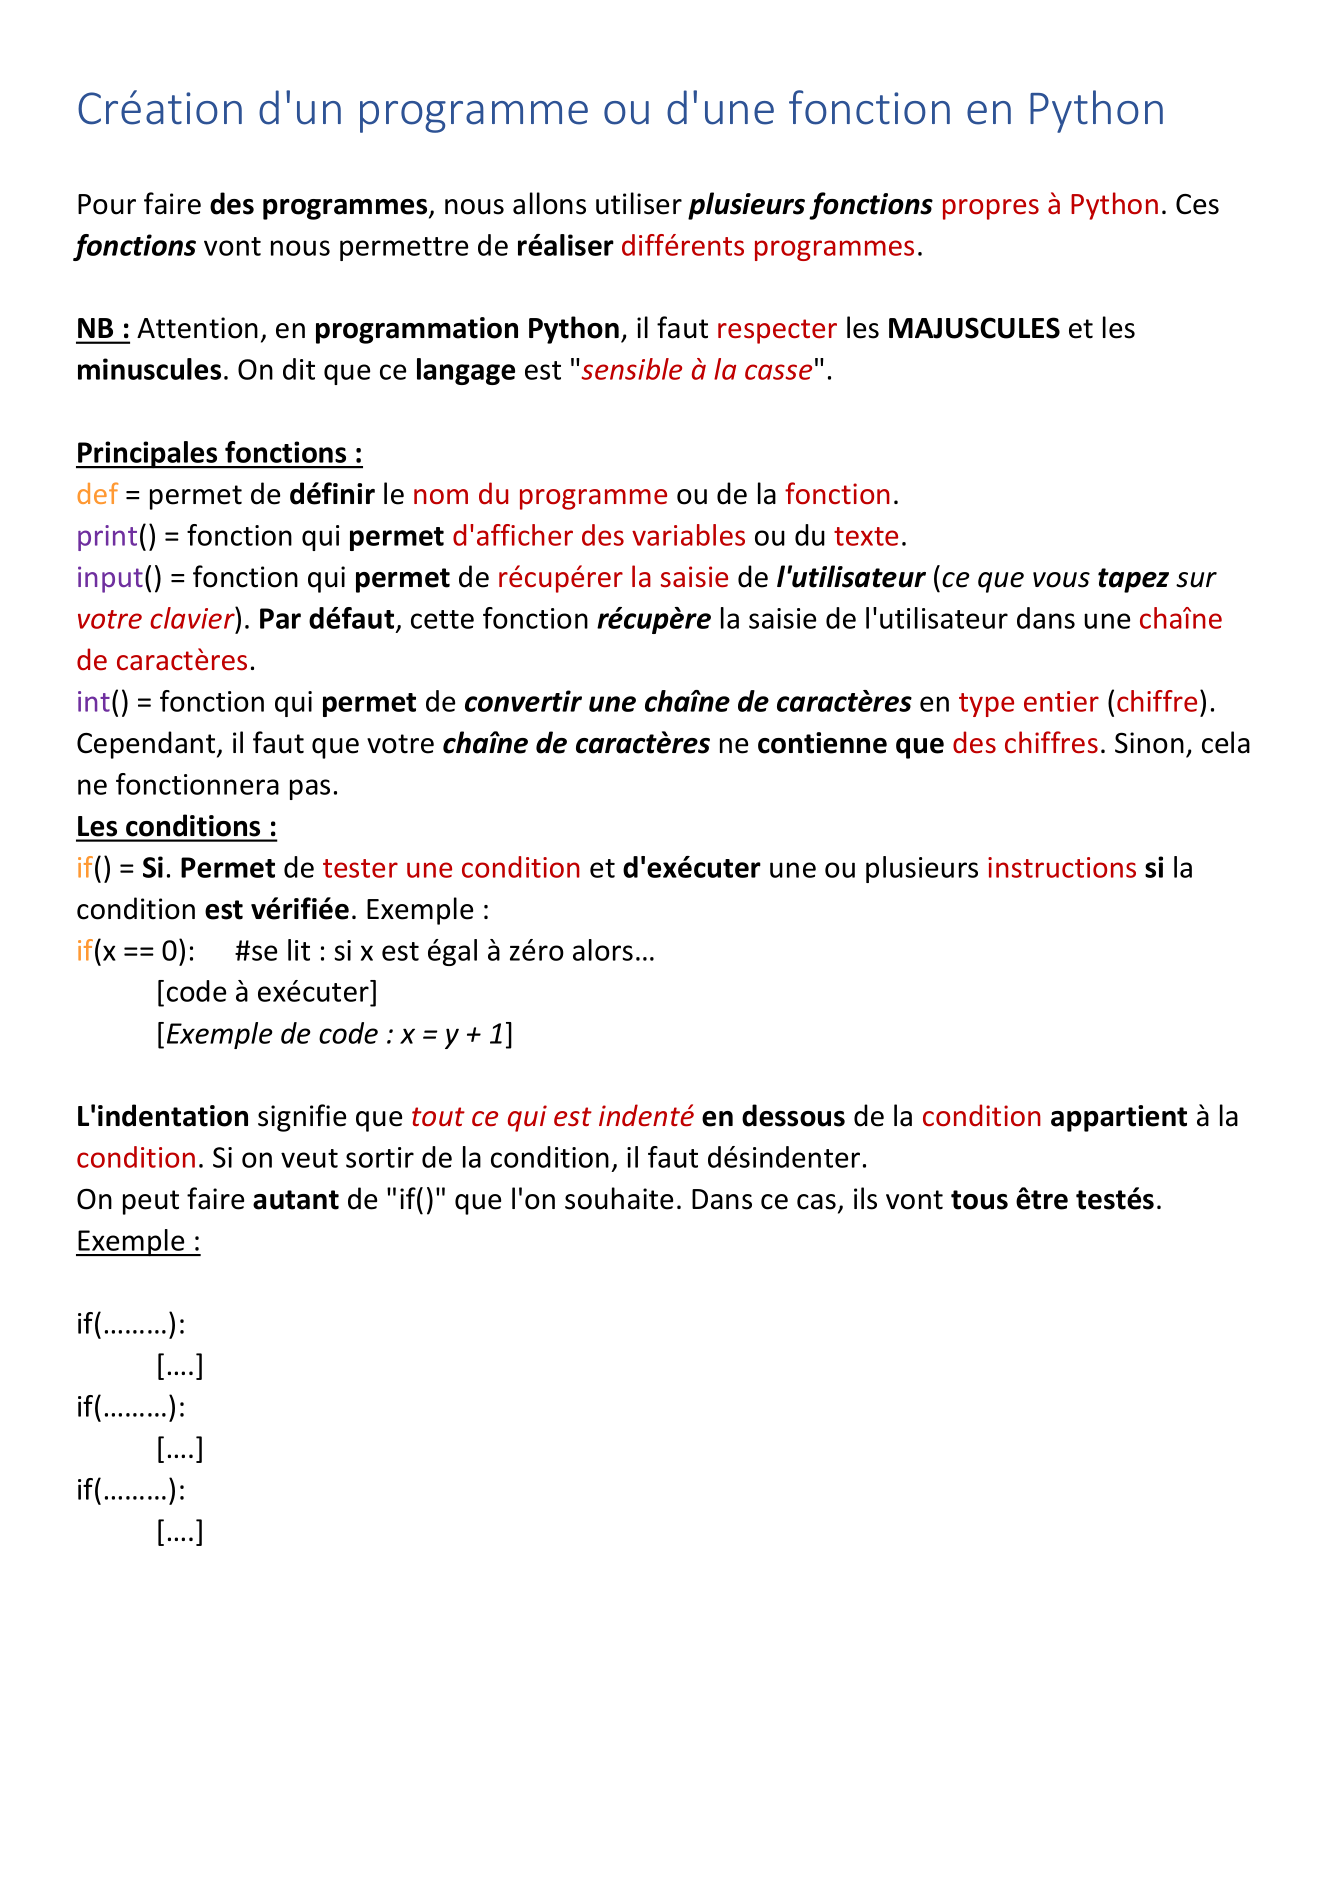 Création d'un programme ou d'une fonction en Python
Pour faire des programmes, nous allons utiliser plusieurs fonctions propres à Python. Ces
fonctions vont nous permettre de réaliser différents programmes.
NB : Attention, en programmation Python, il faut respecter les MAJUSCULES et les
minuscules. On dit que ce langage est "sensible à la casse".
Principales fonctions :
def = permet de définir le nom du programme ou de la fonction.
print() = fonction qui permet d'afficher des variables ou du texte.
input() = fonction qui permet de récupérer la saisie de l'utilisateur (ce que vous tapez sur
votre clavier). Par défaut, cette fonction récupère la saisie de l'utilisateur dans une chaîne
de caractères.
int() = fonction qui permet de convertir une chaîne de caractères en type entier (chiffre).
Cependant, il faut que votre chaîne de caractères ne contienne que des chiffres. Sinon, cela
ne fonctionnera pas.
Les conditions :
if() = Si. Permet de tester une condition et d'exécuter une ou plusieurs instructions si la
condition est vérifiée. Exemple :
if(x == 0): #se lit : si x est égal à zéro alors…
[code à exécuter]
[Exemple de code : x = y + 1]
L'indentation signifie que tout ce qui est indenté en dessous de la condition appartient à la
condition. Si on veut sortir de la condition, il faut désindenter.
On peut faire autant de "if()" que l'on souhaite. Dans ce cas, ils vont tous être testés.
Exemple :
if(………):
[….]
if(………):
[….]
if(………):
[….]